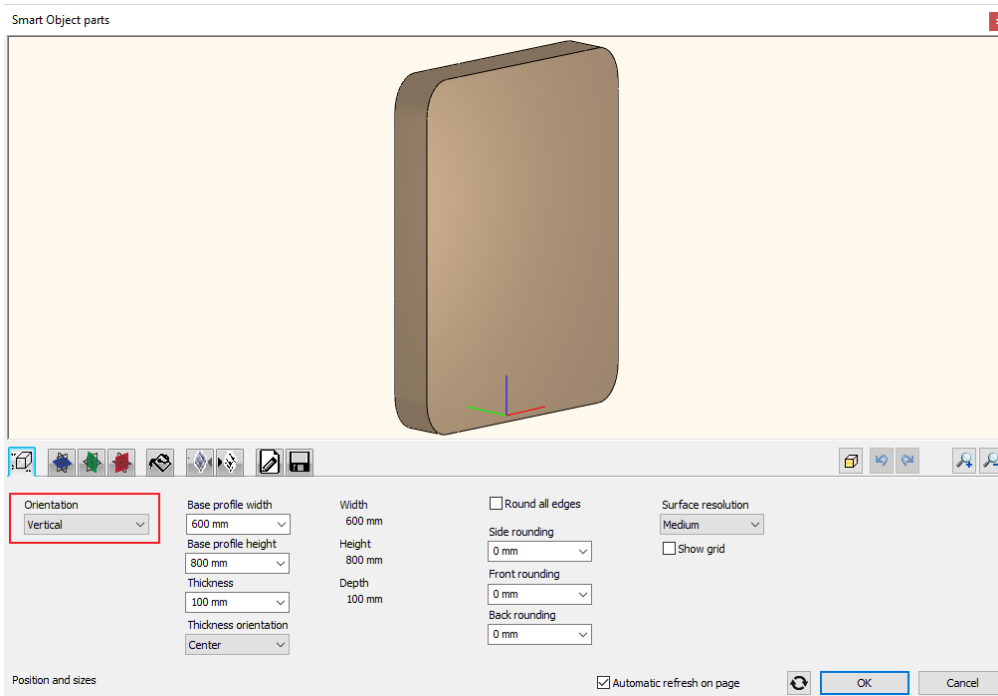 Smart Object parts
Orientation
Vertical
Base profile width
600 mm
Base profile height
800 mm
Thickness
100 mm
Thickness orientation
Center
Width
600 mm
Height
800 mm
Depth
100 mm
Round all edges
Side rounding
0 mm
Front rounding
0 mm
Back rounding
0 mm
Surface resolution
Medium
Show grid
Position and sizes
Automatic refresh on page
OK
Cancel